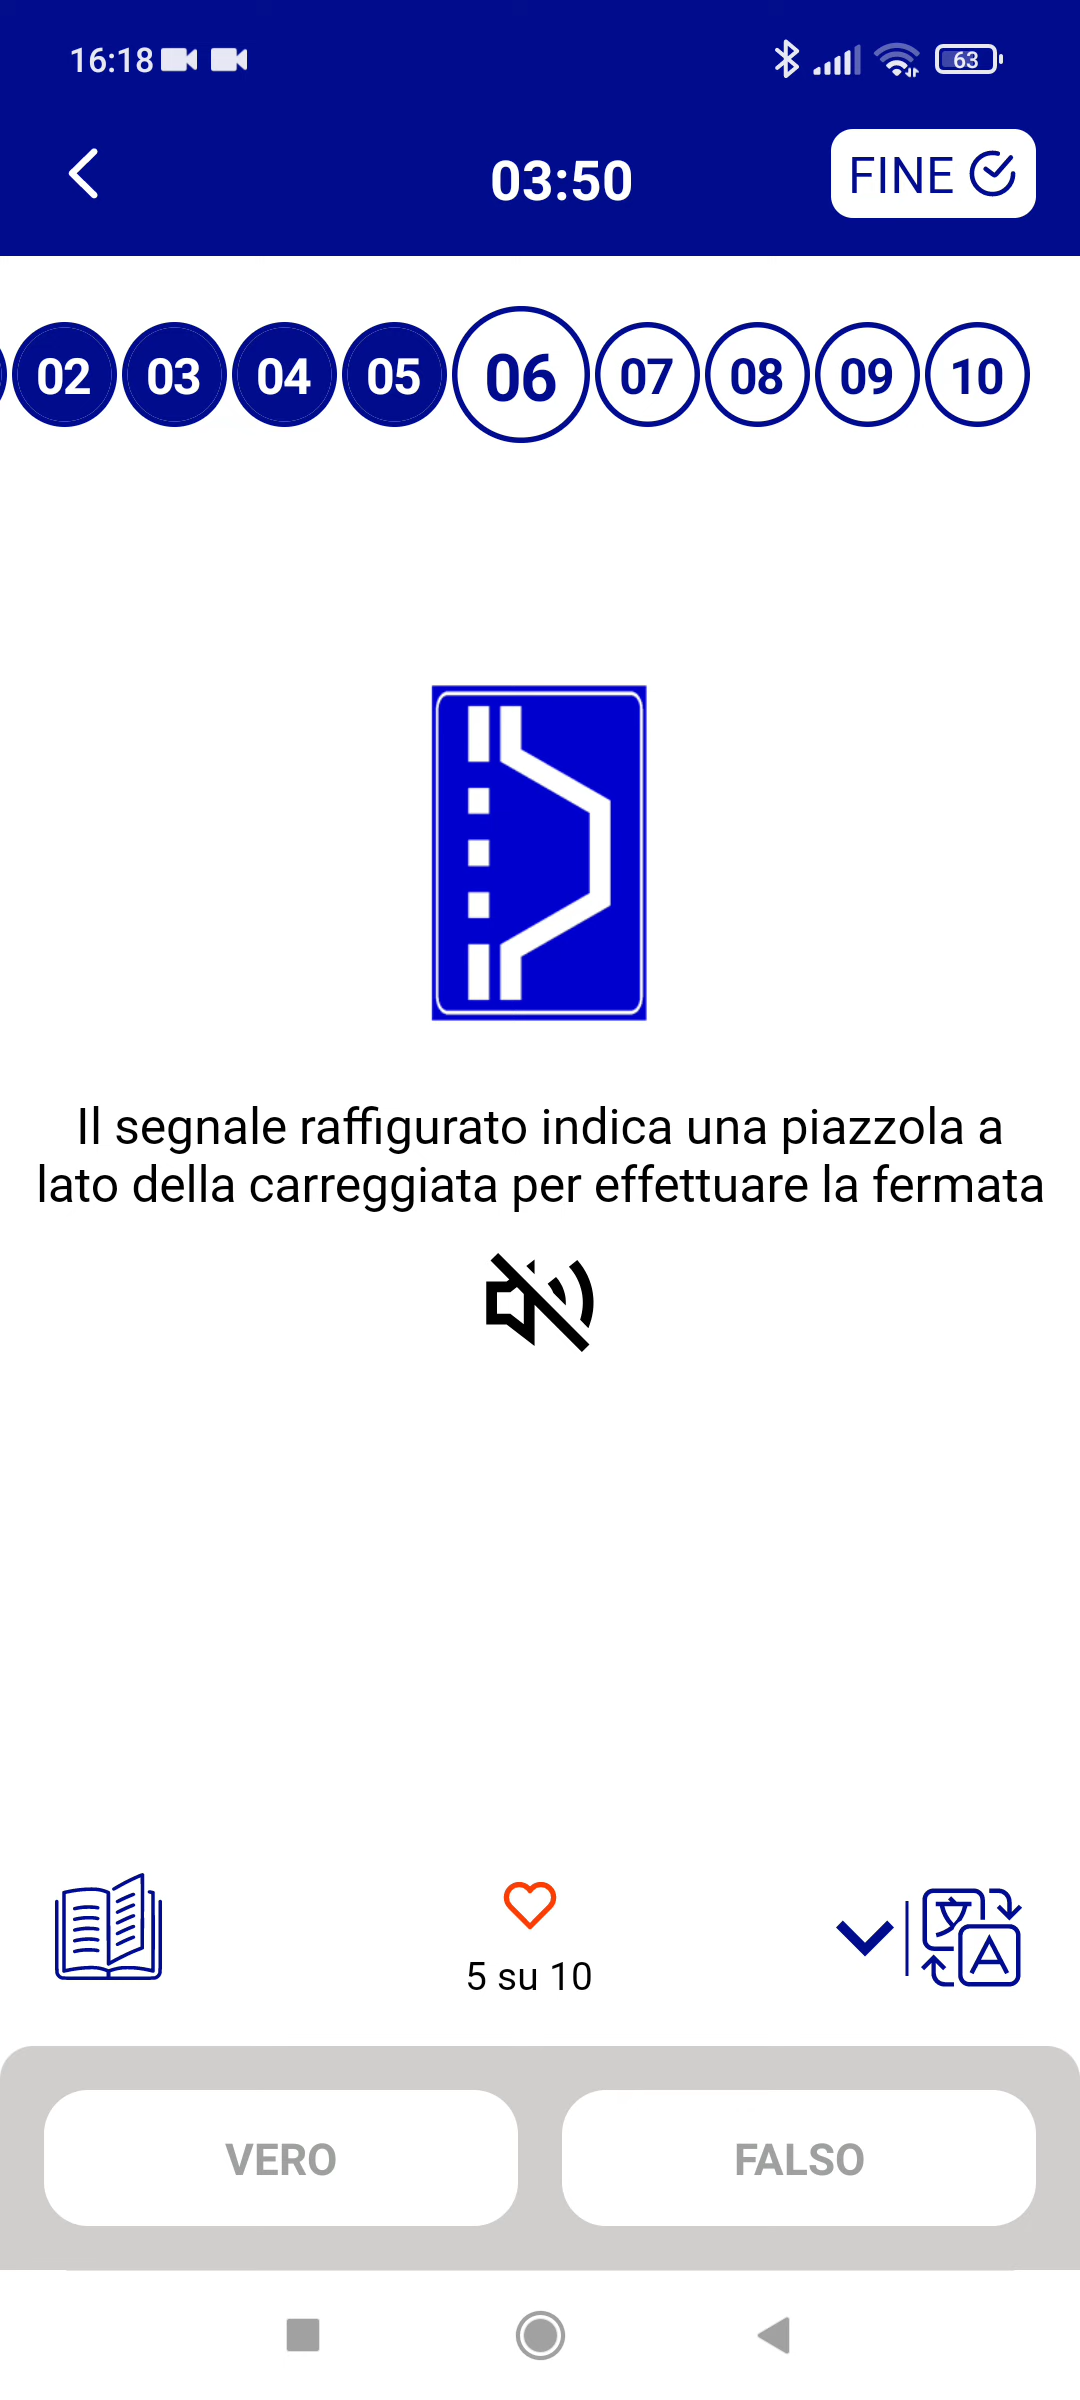 16:18
63
03:50
FINE
02 03 04 05 06 07 08 09 10
Il segnale raffigurato indica una piazzola a
lato della carreggiata per effettuare la fermata
5 su 10
文 A
VERO
FALSO